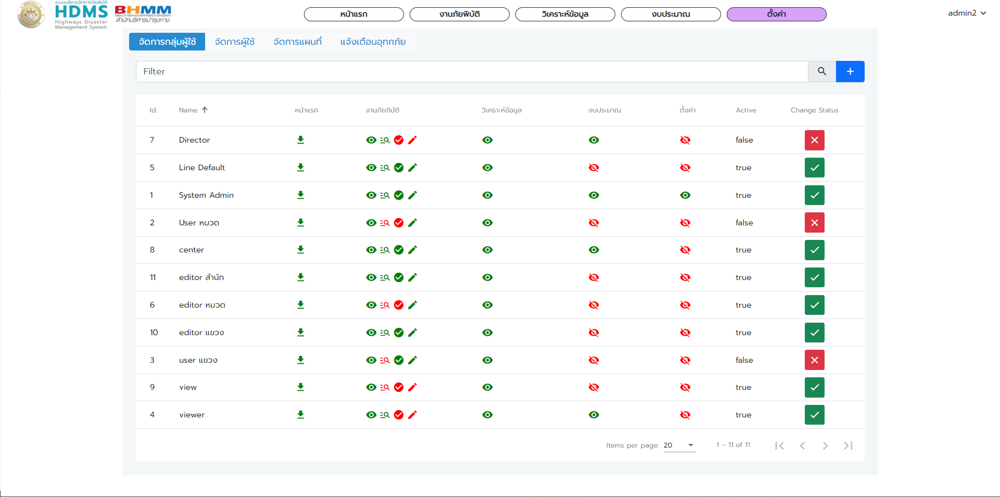 ระบบบริหารจัดการภัยพิบัติ
HDMS
Highways Disaster
Management System
BHMM
BUREAU OF HIGHWAYS MAINTENANCE MANAGEMENT
สำนักบริหารบำรุงทาง
หน้าแรก งานภัยพิบัติ วิเคราะห์ข้อมูล งบประมาณ ตั้งค่า
admin2
จัดการกลุ่มผู้ใช้ จัดการผู้ใช้ จัดการแผนที่ แจ้งเตือนอุทกภัย
Filter
Id. Name หน้าแรก งานภัยภิบัติ วิเคราะห์ข้อมูล งบประมาณ ตั้งค่า Active Change Status
7 Director false
5 Line Default true
1 System Admin true
2 User หมวด false
8 center true
11 editor สำนัก true
6 editor หมวด true
10 editor แขวง true
3 user แขวง false
9 view true
4 viewer true
Items per page: 20 1 – 11 of 11